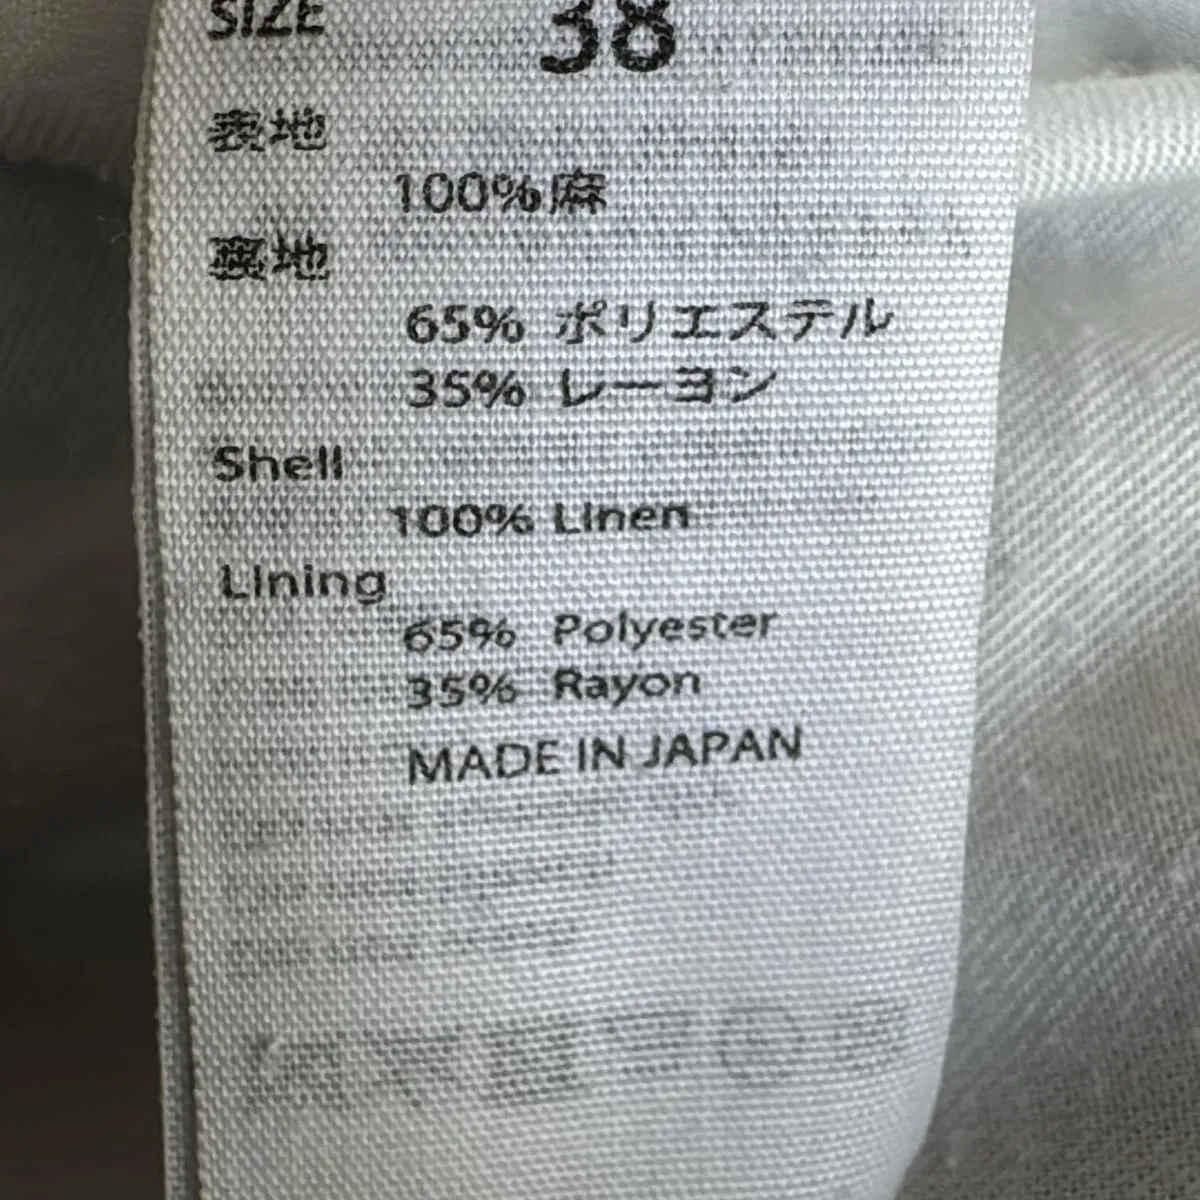 SIZE 38
表地
100%麻
裏地
65% ポリエステル
35% レーヨン
Shell
100% Linen
Lining
65% Polyester
35% Rayon
MADE IN JAPAN